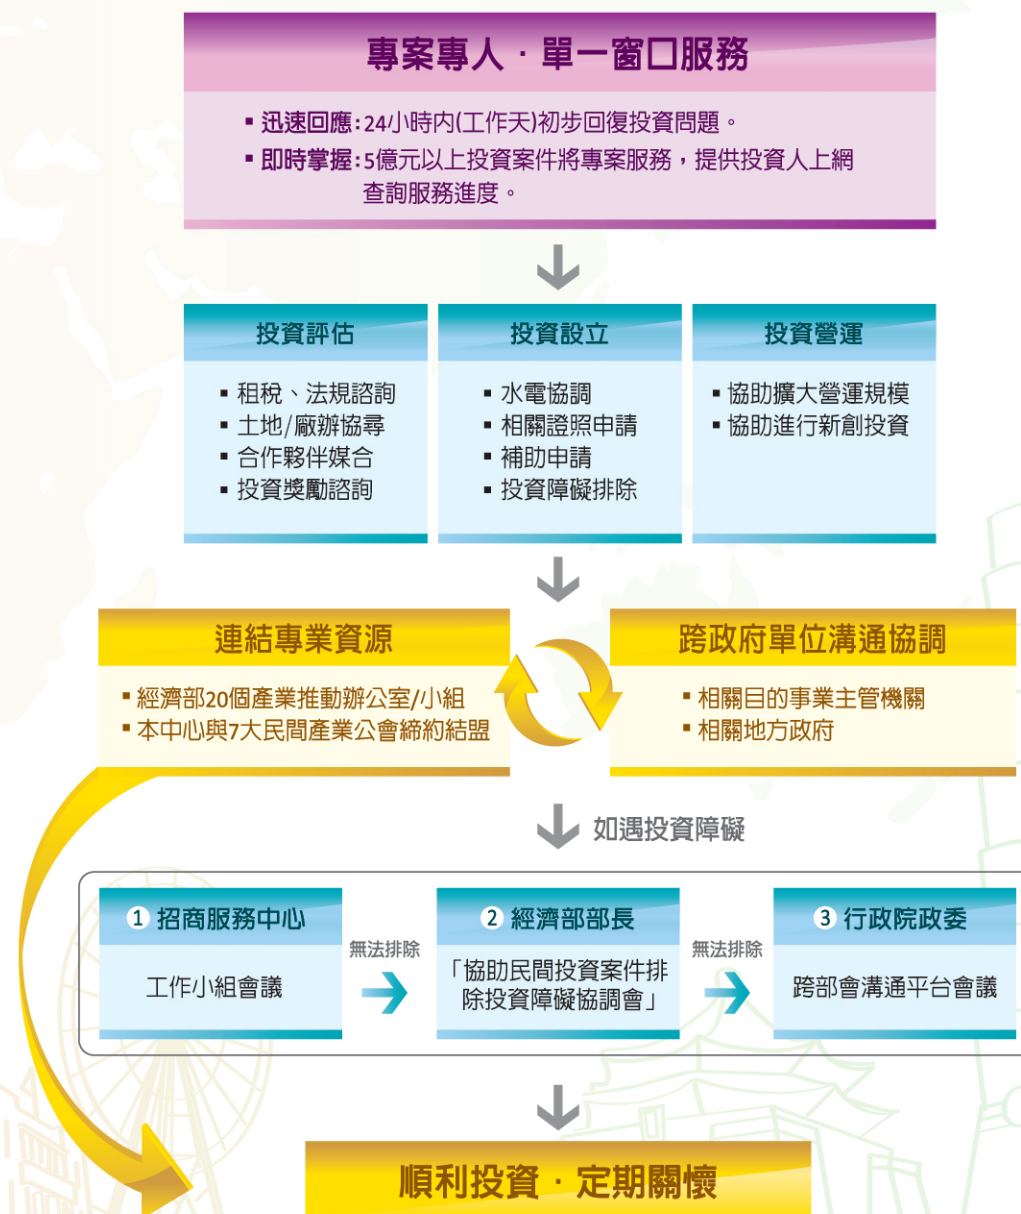 專案專人．單一窗口服務
▪ 迅速回應：24小時內(工作天)初步回復投資問題。
▪ 即時掌握：5億元以上投資案件將專案服務，提供投資人上網
查詢服務進度。
投資評估
▪ 租稅、法規諮詢
▪ 土地/廠辦協尋
▪ 合作夥伴媒合
▪ 投資獎勵諮詢
投資設立
▪ 水電協調
▪ 相關證照申請
▪ 補助申請
▪ 投資障礙排除
投資營運
▪ 協助擴大營運規模
▪ 協助進行新創投資
連結專業資源
▪ 經濟部20個產業推動辦公室/小組
▪ 本中心與7大民間產業公會締約結盟
跨政府單位溝通協調
▪ 相關目的事業主管機關
▪ 相關地方政府
如遇投資障礙
1 招商服務中心
工作小組會議
無法排除
2 經濟部部長
「協助民間投資案件排
除投資障礙協調會」
無法排除
3 行政院政委
跨部會溝通平台會議
順利投資．定期關懷